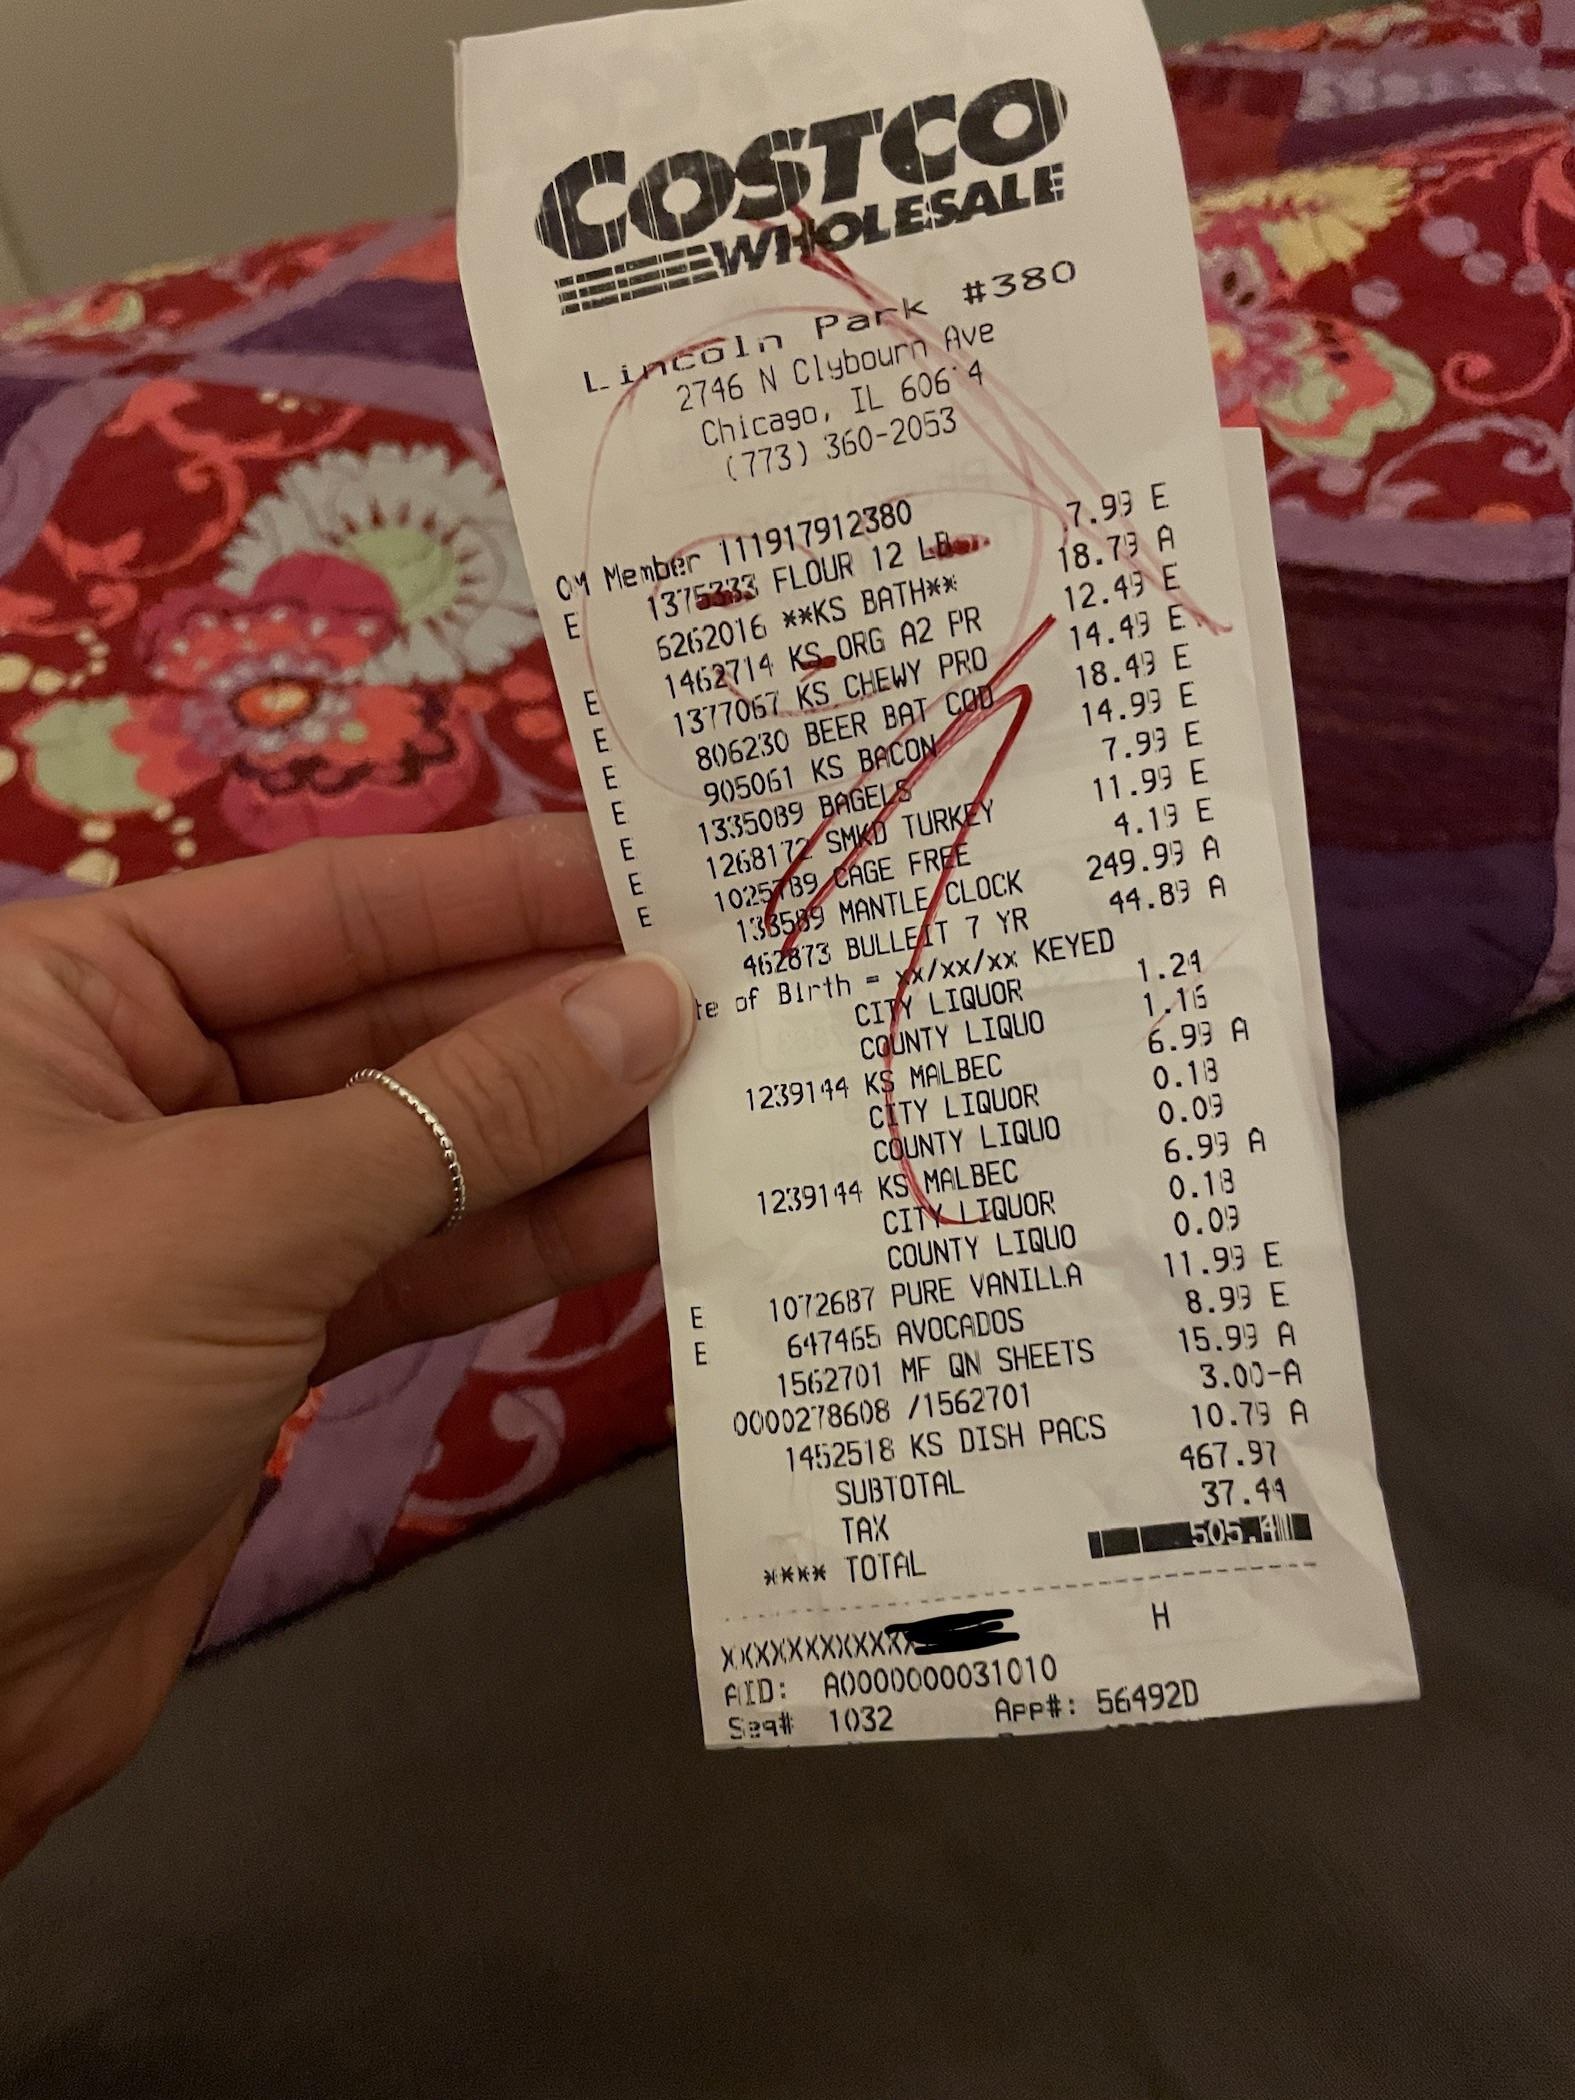 COSTCO
WHOLESALE
Lincoln Park #380
2746 N Clybourn Ave
Chicago, IL 606 4
(773) 360-2053
OM Member 111917912380
E 1375333 FLOUR 12 LB 7.99 E
6262016 **KS BATH** 18.79 A
E 1462714 KS ORG A2 PR 12.49 E
E 1377067 KS CHEWY PRO 14.49 E
E 806230 BEER BAT COD 18.49 E
E 905061 KS BACON 14.99 E
E 1335089 BAGELS 7.99 E
E 1268172 SMKD TURKEY 11.99 E
E 1025789 CAGE FREE 4.19 E
133589 MANTLE CLOCK 249.99 A
462873 BULLEIT 7 YR 44.89 A
te of Birth = xx/xx/xx KEYED
CITY LIQUOR 1.24
COUNTY LIQUO 1.16
1239144 KS MALBEC 6.99 A
CITY LIQUOR 0.18
COUNTY LIQUO 0.09
1239144 KS MALBEC 6.99 A
CITY LIQUOR 0.18
COUNTY LIQUO 0.09
E 1072687 PURE VANILLA 11.99 E
E 647465 AVOCADOS 8.99 E
1562701 MF QN SHEETS 15.99 A
0000278608 /1562701 3.00-A
1452518 KS DISH PACS 10.79 A
SUBTOTAL 467.97
TAX 37.44
**** TOTAL 505.41
XXXXXXXXXXXX H
AID: A0000000031010
Seq# 1032 App#: 56492D